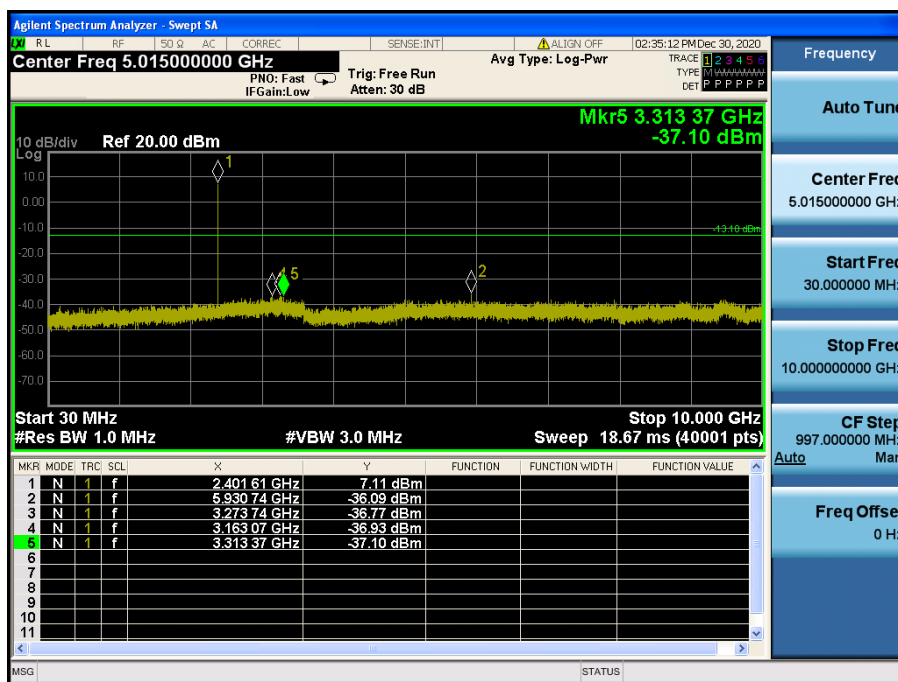 Agilent Spectrum Analyzer - Swept SA
LXI RL RF 50 Ω AC CORREC SENSE:INT ALIGN OFF 02:35:12 PM Dec 30, 2020
Center Freq 5.015000000 GHz
PNO: Fast
IFGain:Low
Trig: Free Run
Atten: 30 dB
Avg Type: Log-Pwr
TRACE 1 2 3 4 5 6
TYPE M
DET P P P P P P
Mkr5 3.313 37 GHz
-37.10 dBm
10 dB/div Ref 20.00 dBm
Log
10.0
0.00
-10.0
-20.0
-30.0
-40.0
-50.0
-60.0
-70.0
1
-13.10 dBm
4 5
2
Start 30 MHz Stop 10.000 GHz
#Res BW 1.0 MHz #VBW 3.0 MHz Sweep 18.67 ms (40001 pts)
MKR MODE TRC SCL X Y FUNCTION FUNCTION WIDTH FUNCTION VALUE
1 N 1 f 2.401 61 GHz 7.11 dBm
2 N 1 f 5.930 74 GHz -36.09 dBm
3 N 1 f 3.273 74 GHz -36.77 dBm
4 N 1 f 3.163 07 GHz -36.93 dBm
5 N 1 f 3.313 37 GHz -37.10 dBm
6
7
8
9
10
11
MSG STATUS
Frequency
Auto Tune
Center Freq
5.015000000 GHz
Start Freq
30.000000 MHz
Stop Freq
10.000000000 GHz
CF Step
997.000000 MHz
Auto Man
Freq Offset
0 Hz